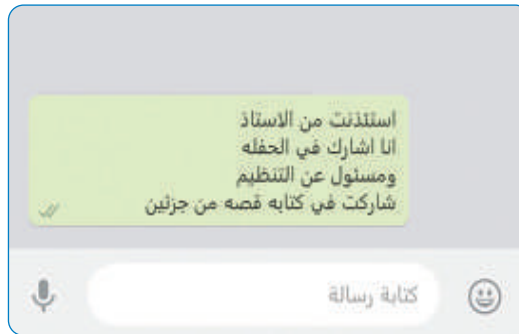 استئذنت من الاستاذ
انا اشارك في الحفله
ومسئول عن التنظيم
شاركت في كتابه قصه من جزئين
كتابة رسالة